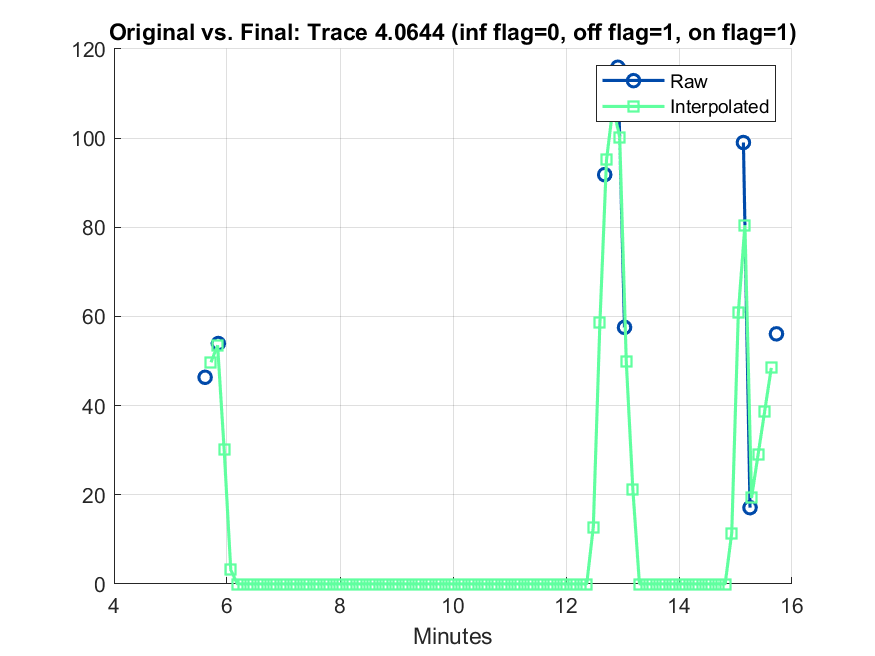 Original vs. Final: Trace 4.0644 (inf flag=0, off flag=1, on flag=1)
120
100
80
60
40
20
0
Raw
Interpolated
4 6 8 10 12 14 16
Minutes